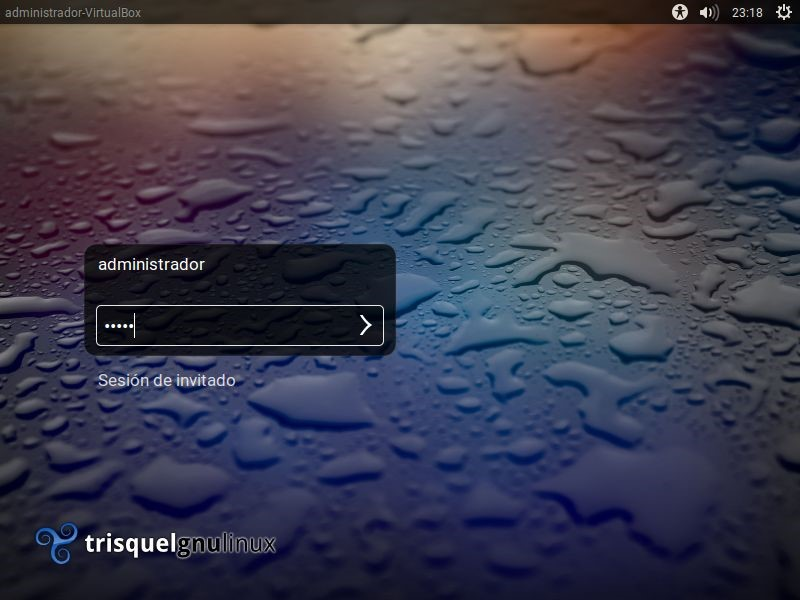 administrador-VirtualBox
23:18
administrador
•••••
Sesión de invitado
trisquelgnulinux